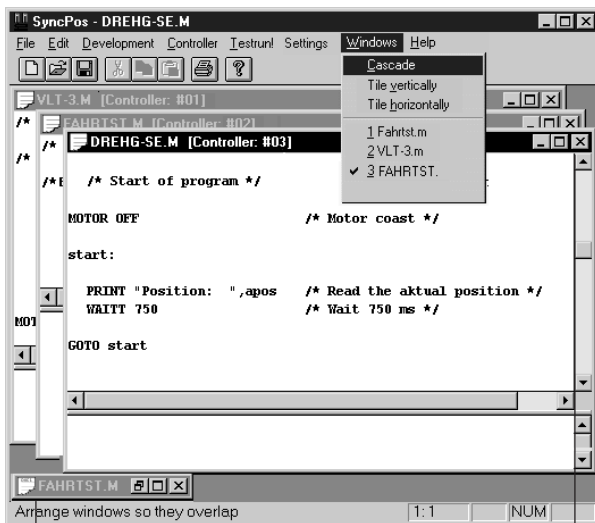 SyncPos - DREHG-SE.M
File Edit Development Controller Testrun! Settings Windows Help
Cascade
Tile vertically
Tile horizontally
1 Fahrtst.m
2 VLT-3.m
✔ 3 FAHRTST.
VLT-3.M [Controller: #01]
FAHRTST.M [Controller: #02]
DREHG-SE.M [Controller: #03]
/*
/*
/*
/*
/* Start of program */
MOTOR OFF /* Motor coast */
start:
PRINT "Position: ",apos /* Read the aktual position */
WAITT 750 /* Wait 750 ms */
GOTO start
FAHRTST.M
Arrange windows so they overlap 1:1 NUM